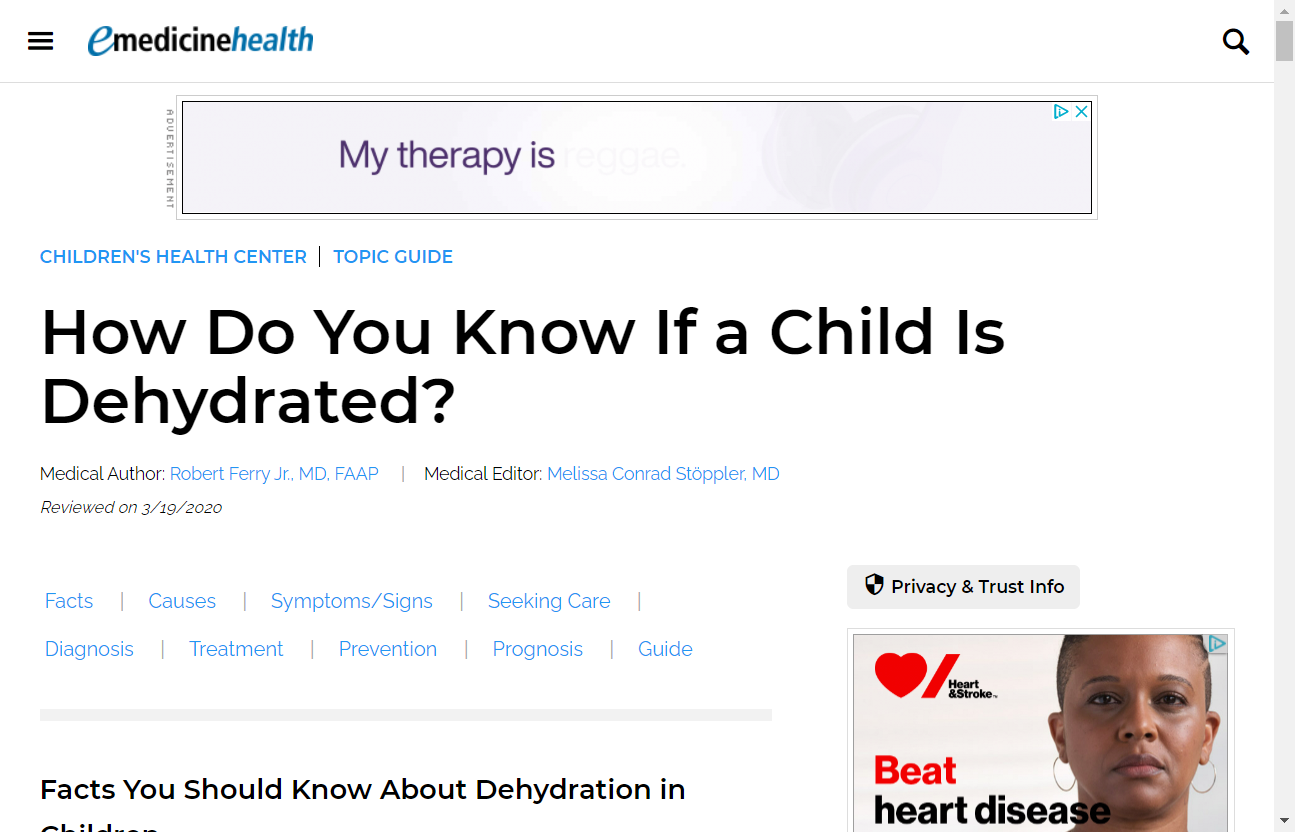 emedicinehealth
ADVERTISEMENT
My therapy is reggae.
CHILDREN'S HEALTH CENTER | TOPIC GUIDE
How Do You Know If a Child Is
Dehydrated?
Medical Author: Robert Ferry Jr., MD, FAAP | Medical Editor: Melissa Conrad Stöppler, MD
Reviewed on 3/19/2020
Facts | Causes | Symptoms/Signs | Seeking Care |
Diagnosis | Treatment | Prevention | Prognosis | Guide
Privacy & Trust Info
Heart
&Stroke™
Beat
heart disease
Facts You Should Know About Dehydration in
Children